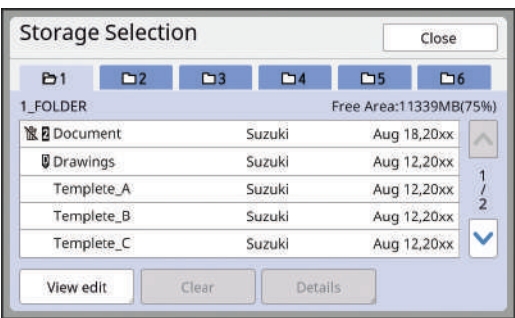 Storage Selection
Close
1 2 3 4 5 6
1_FOLDER Free Area:11339MB(75%)
2 Document Suzuki Aug 18,20xx
Drawings Suzuki Aug 12,20xx
Templete_A Suzuki Aug 12,20xx
Templete_B Suzuki Aug 12,20xx
Templete_C Suzuki Aug 12,20xx
1
/
2
View edit Clear Details